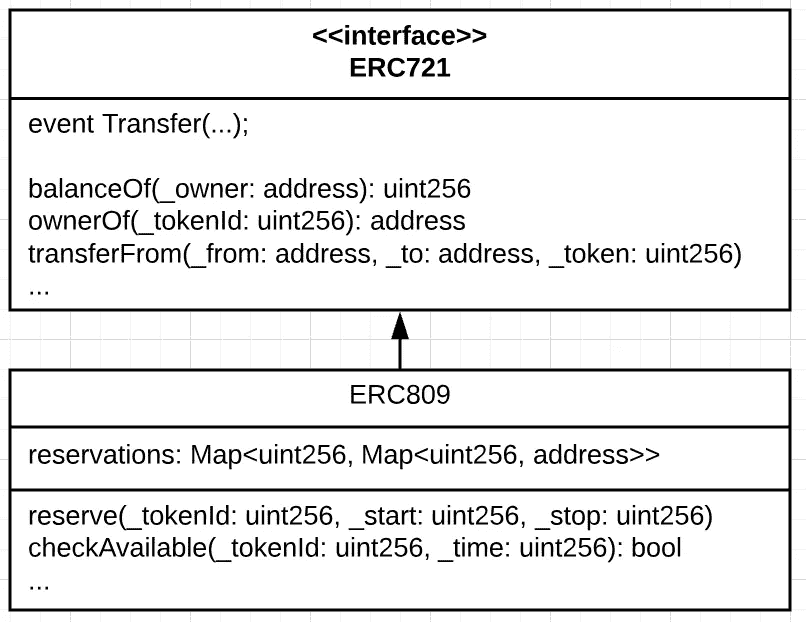 <<interface>>
ERC721
event Transfer(...);
balanceOf(_owner: address): uint256
ownerOf(_tokenId: uint256): address
transferFrom(_from: address, _to: address, _token: uint256)
...
ERC809
reservations: Map<uint256, Map<uint256, address>>
reserve(_tokenId: uint256, _start: uint256, _stop: uint256)
checkAvailable(_tokenId: uint256, _time: uint256): bool
...